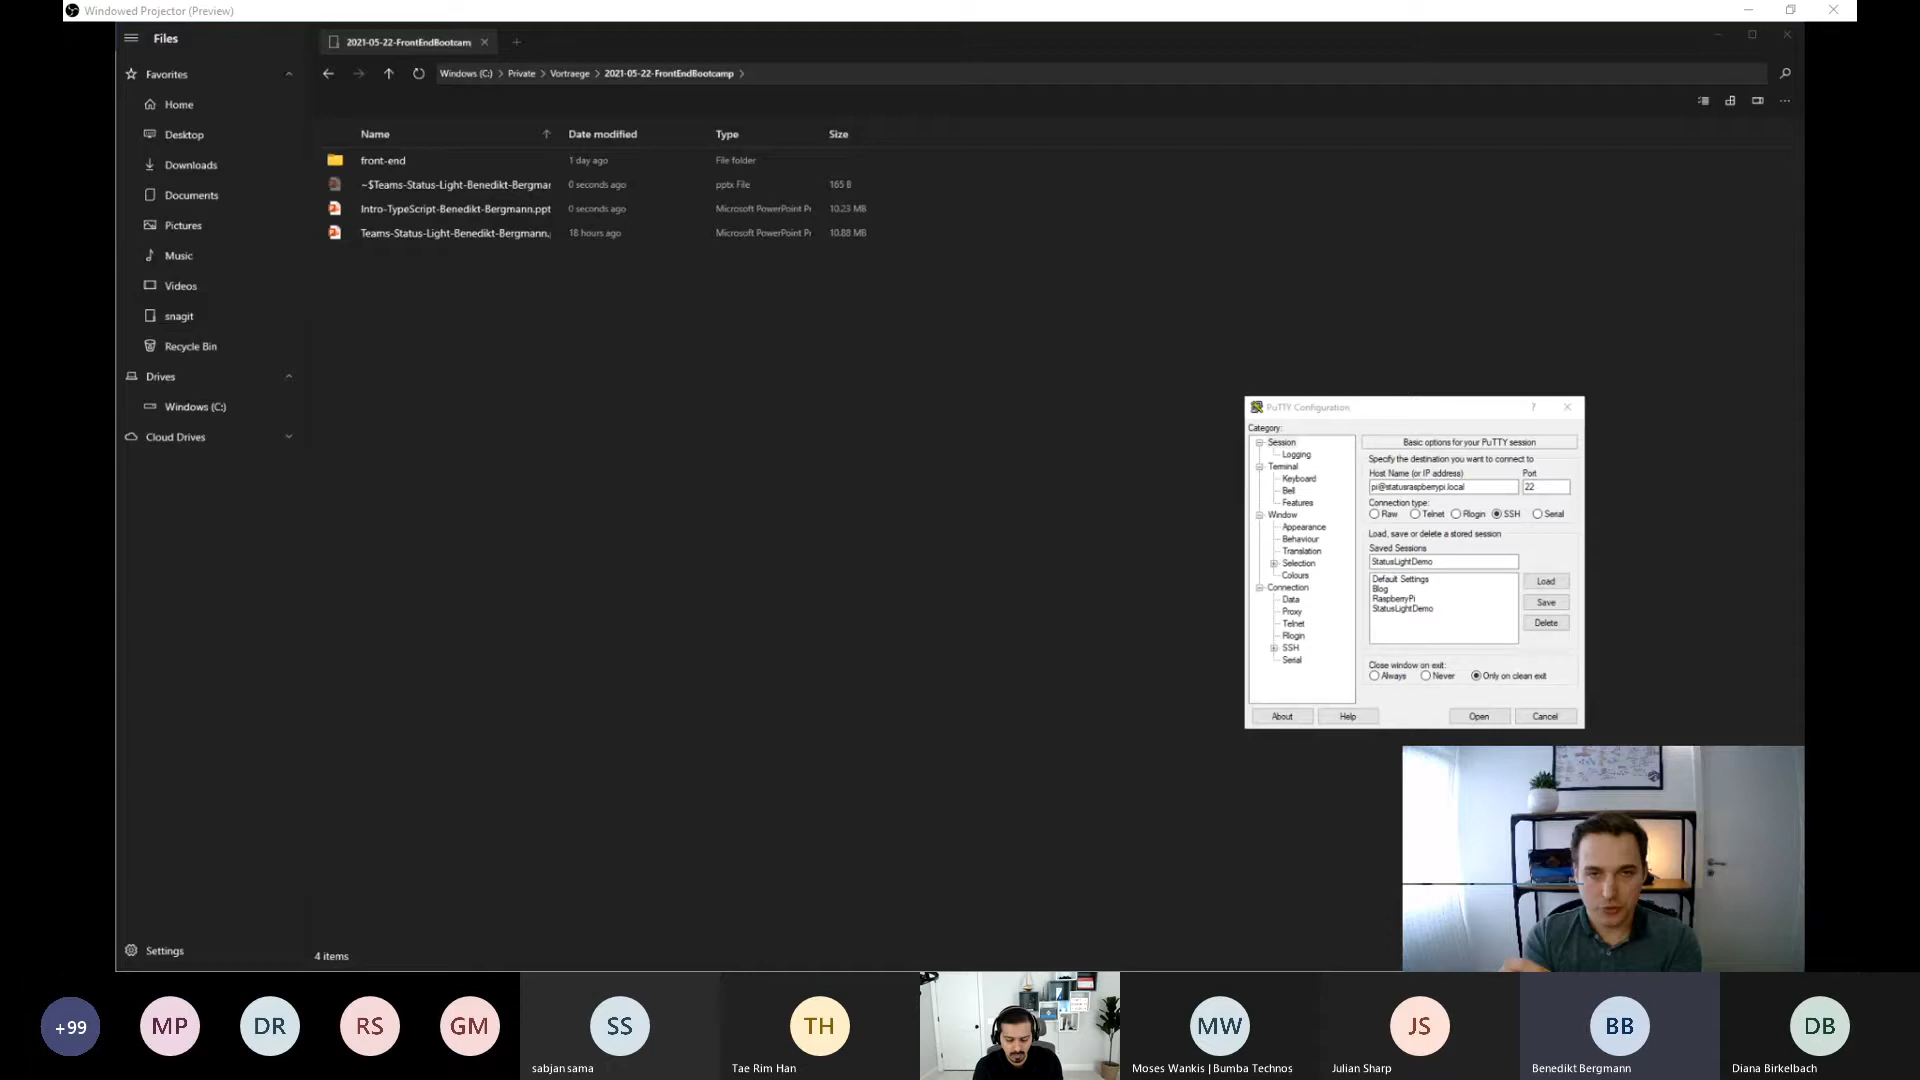 Windowed Projector (Preview)
Files
2021-05-22-FrontEndBootcam
Windows (C:) Private Vortraege 2021-05-22-FrontEndBootcamp
Favorites
Home
Desktop
Downloads
Documents
Pictures
Music
Videos
snagit
Recycle Bin
Drives
Windows (C:)
Cloud Drives
Settings
Name Date modified Type Size
front-end 1 day ago File folder
~$Teams-Status-Light-Benedikt-Bergmar 0 seconds ago pptx File 165 B
Intro-TypeScript-Benedikt-Bergmann.ppt 0 seconds ago Microsoft PowerPoint Pr 10.23 MB
Teams-Status-Light-Benedikt-Bergmann. 18 hours ago Microsoft PowerPoint Pr 10.88 MB
4 items
PuTTY Configuration
Category:
Session
Logging
Terminal
Keyboard
Bell
Features
Window
Appearance
Behaviour
Translation
Selection
Colours
Connection
Data
Proxy
Telnet
Rlogin
SSH
Serial
Basic options for your PuTTY session
Specify the destination you want to connect to
Host Name (or IP address) Port
pi@statusraspberrypi.local 22
Connection type:
Raw Telnet Rlogin SSH Serial
Load, save or delete a stored session
Saved Sessions
StatusLightDemo
Default Settings
Blog
RaspberryPi
StatusLightDemo
Load
Save
Delete
Close window on exit:
Always Never Only on clean exit
About Help Open Cancel
+99 MP DR RS GM SS TH MW JS BB DB
sabjan sama Tae Rim Han Moses Wankis | Bumba Technos Julian Sharp Benedikt Bergmann Diana Birkelbach